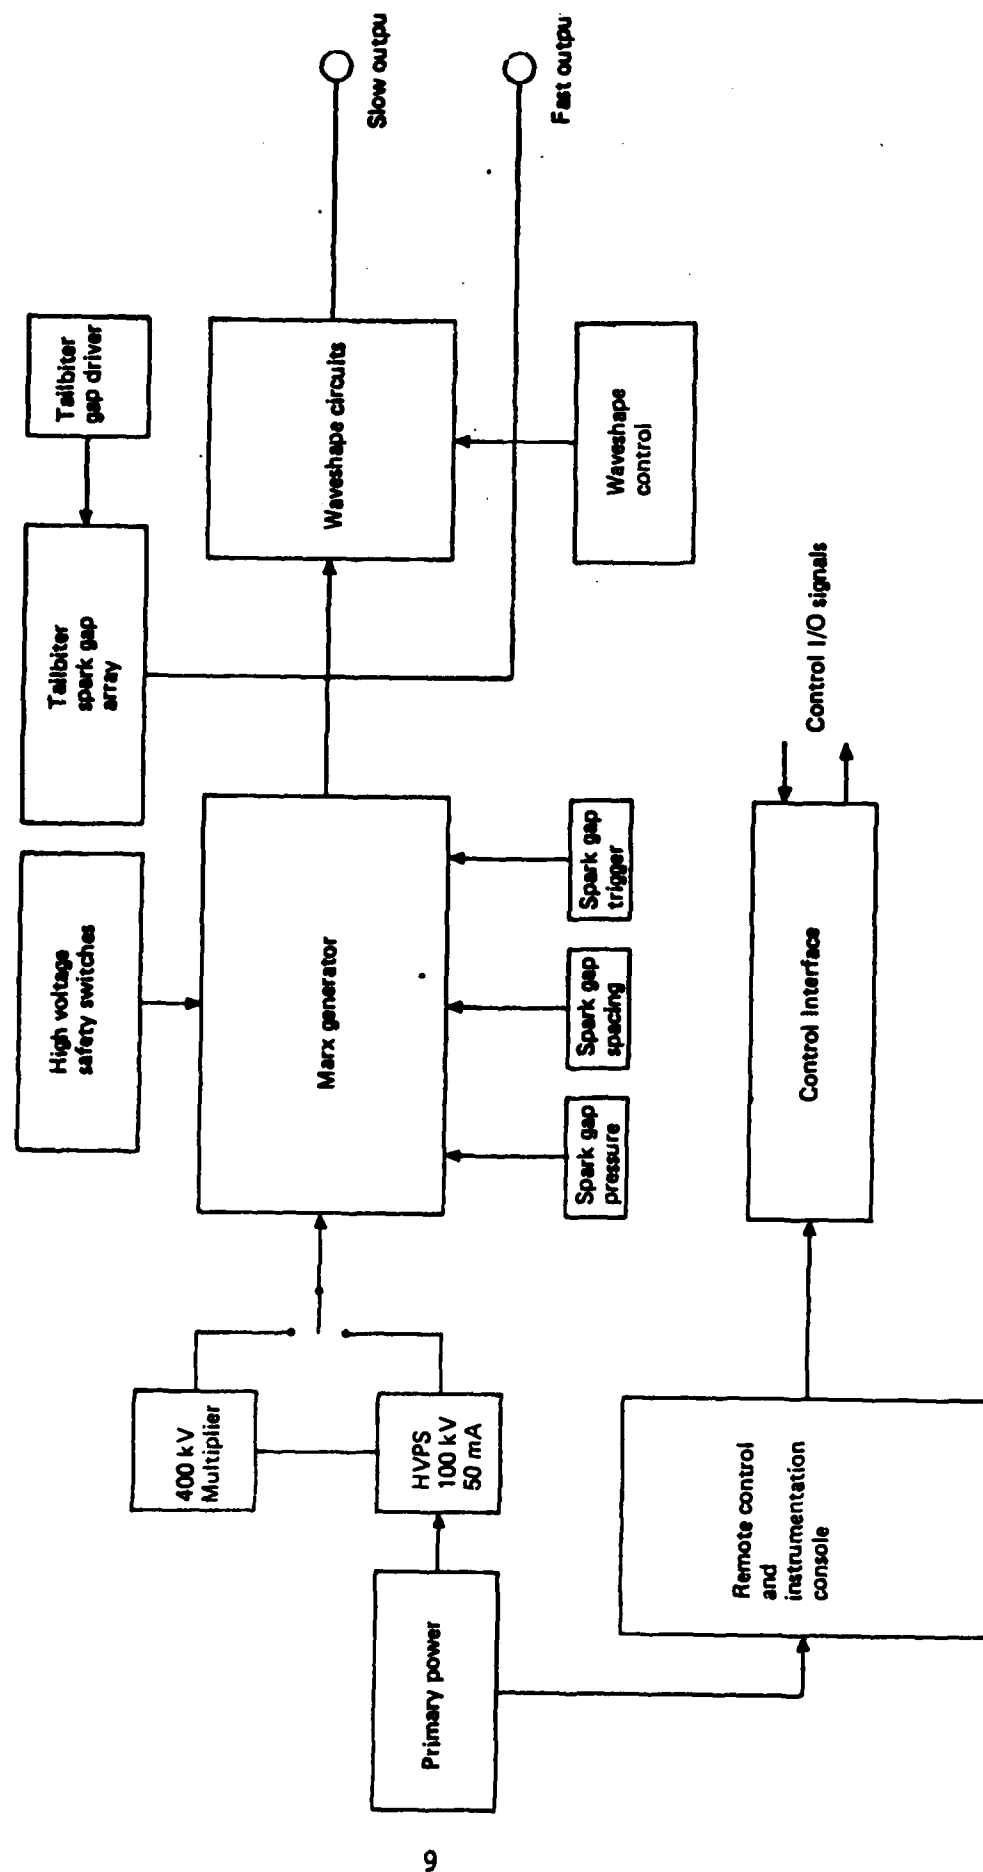 Primary power
HVPS
100 kV
50 mA
400 kV
Multiplier
High voltage
safety switches
Marx generator
Spark gap
pressure
Spark gap
spacing
Spark gap
trigger
Tailbiter
spark gap
array
Tailbiter
gap driver
Waveshape circuits
Waveshape
control
Slow outpu
Fast outpu
Remote control
and
instrumentation
console
Control Interface
Control I/O signals
9